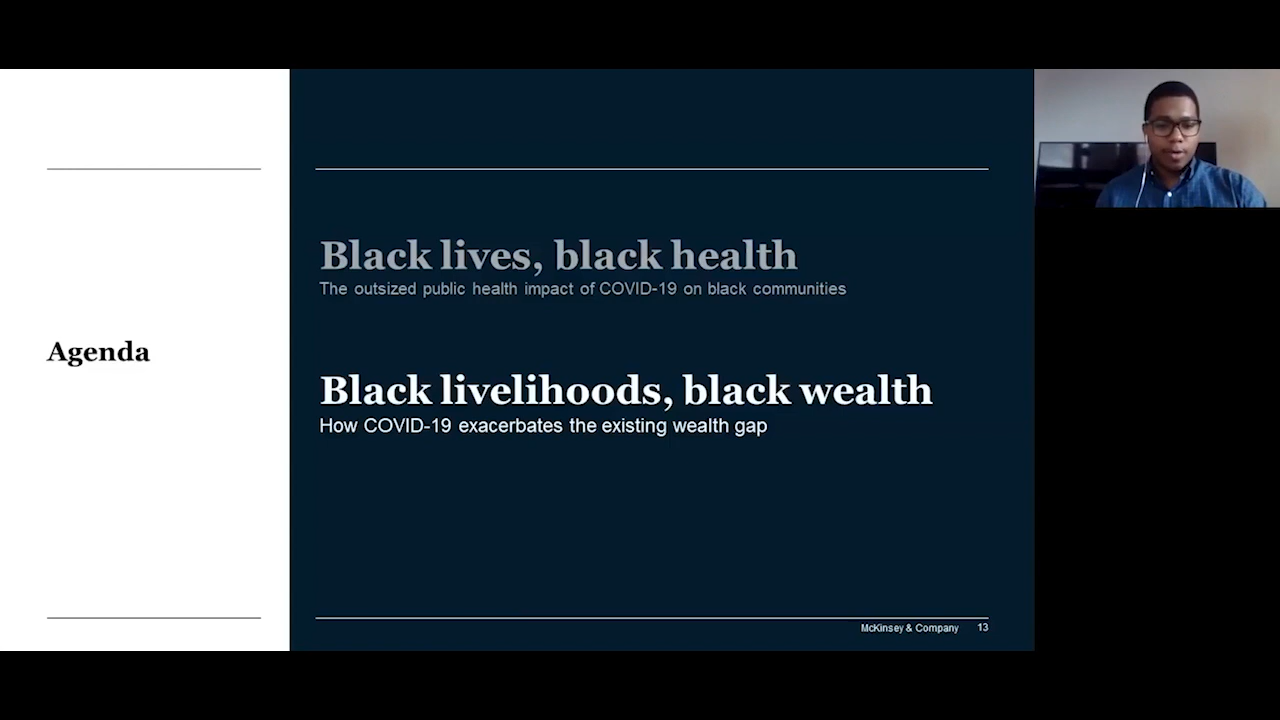 Agenda
Black lives, black health
The outsized public health impact of COVID-19 on black communities
Black livelihoods, black wealth
How COVID-19 exacerbates the existing wealth gap
McKinsey & Company 13